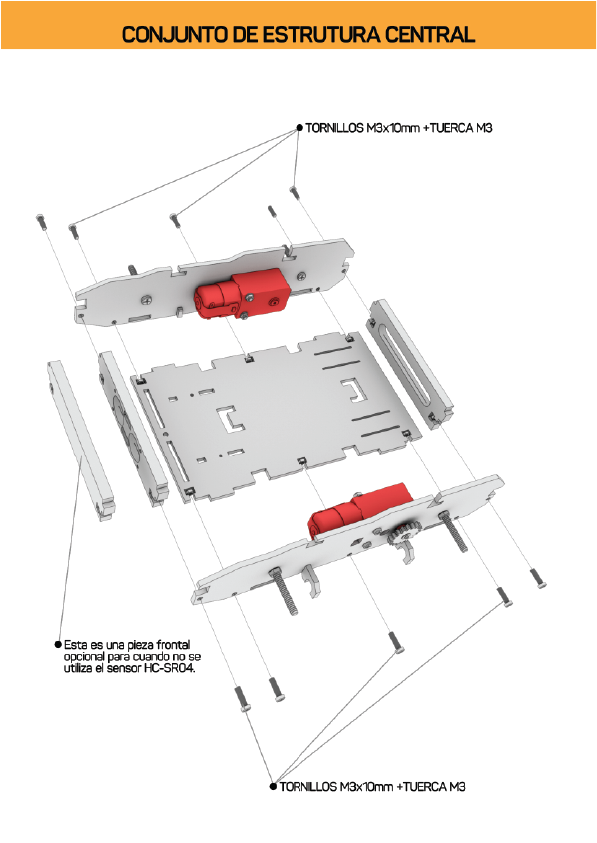 CONJUNTO DE ESTRUTURA CENTRAL
TORNILLOS M3x10mm +TUERCA M3
Esta es una pieza frontal
opcional para cuando no se
utiliza el sensor HC-SR04.
TORNILLOS M3x10mm +TUERCA M3